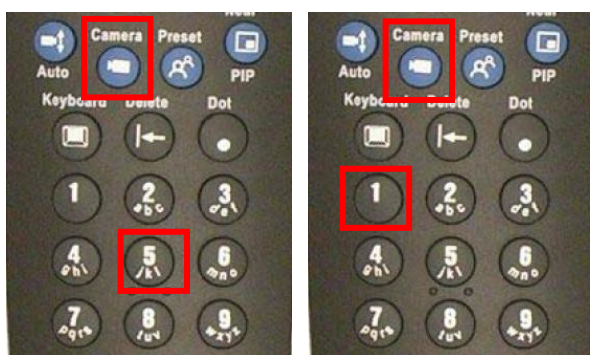 Camera Preset
Auto PIP
Keyboard Delete Dot
1 2 3
abc def
4 5 6
ghi jkl mno
7 8 9
pqrs tuv wxyz
Camera Preset
Auto PIP
Keyboard Delete Dot
1 2 3
abc def
4 5 6
ghi jkl mno
7 8 9
pqrs tuv wxyz